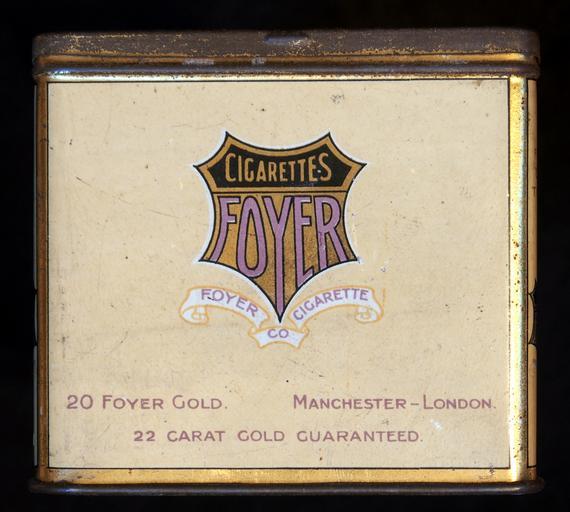 CIGARETTES
FOYER
FOYER CIGARETTE
CO
20 FOYER GOLD. MANCHESTER-LONDON.
22 CARAT GOLD GUARANTEED.